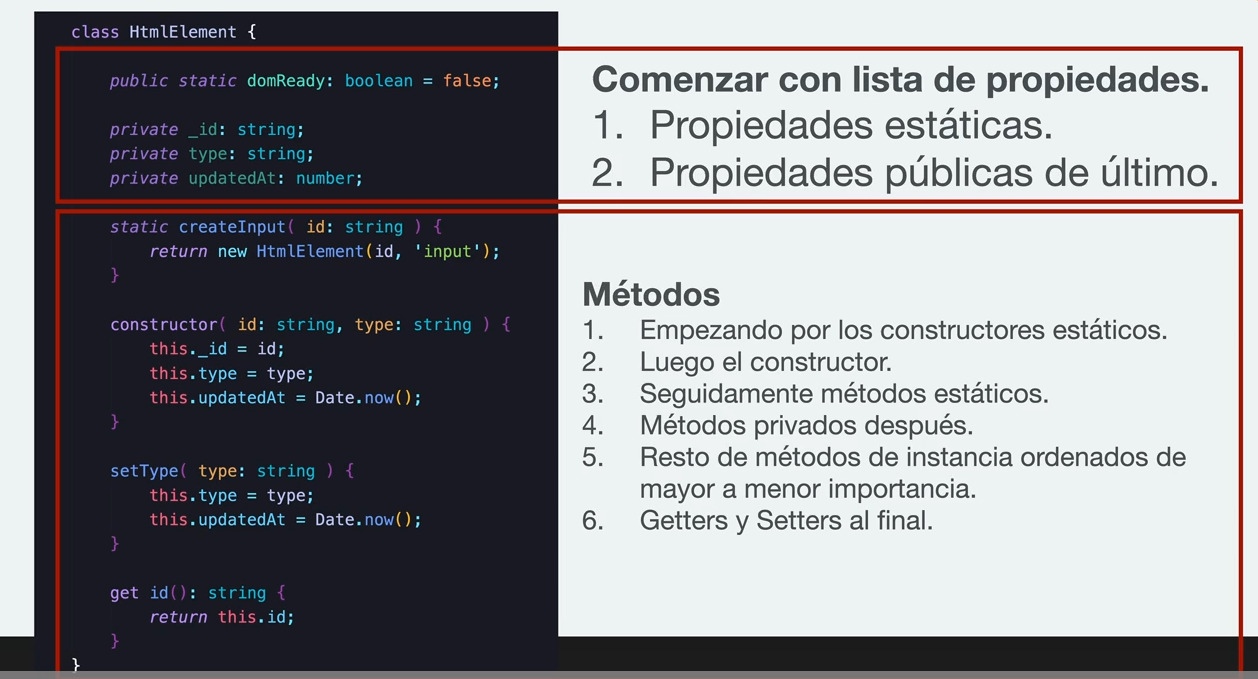 class HtmlElement {
public static domReady: boolean = false;
private _id: string;
private type: string;
private updatedAt: number;
static createInput( id: string ) {
return new HtmlElement(id, 'input');
}
constructor( id: string, type: string ) {
this._id = id;
this.type = type;
this.updatedAt = Date.now();
}
setType( type: string ) {
this.type = type;
this.updatedAt = Date.now();
}
get id(): string {
return this.id;
}
}
Comenzar con lista de propiedades.
1. Propiedades estáticas.
2. Propiedades públicas de último.
Métodos
1. Empezando por los constructores estáticos.
2. Luego el constructor.
3. Seguidamente métodos estáticos.
4. Métodos privados después.
5. Resto de métodos de instancia ordenados de
mayor a menor importancia.
6. Getters y Setters al final.